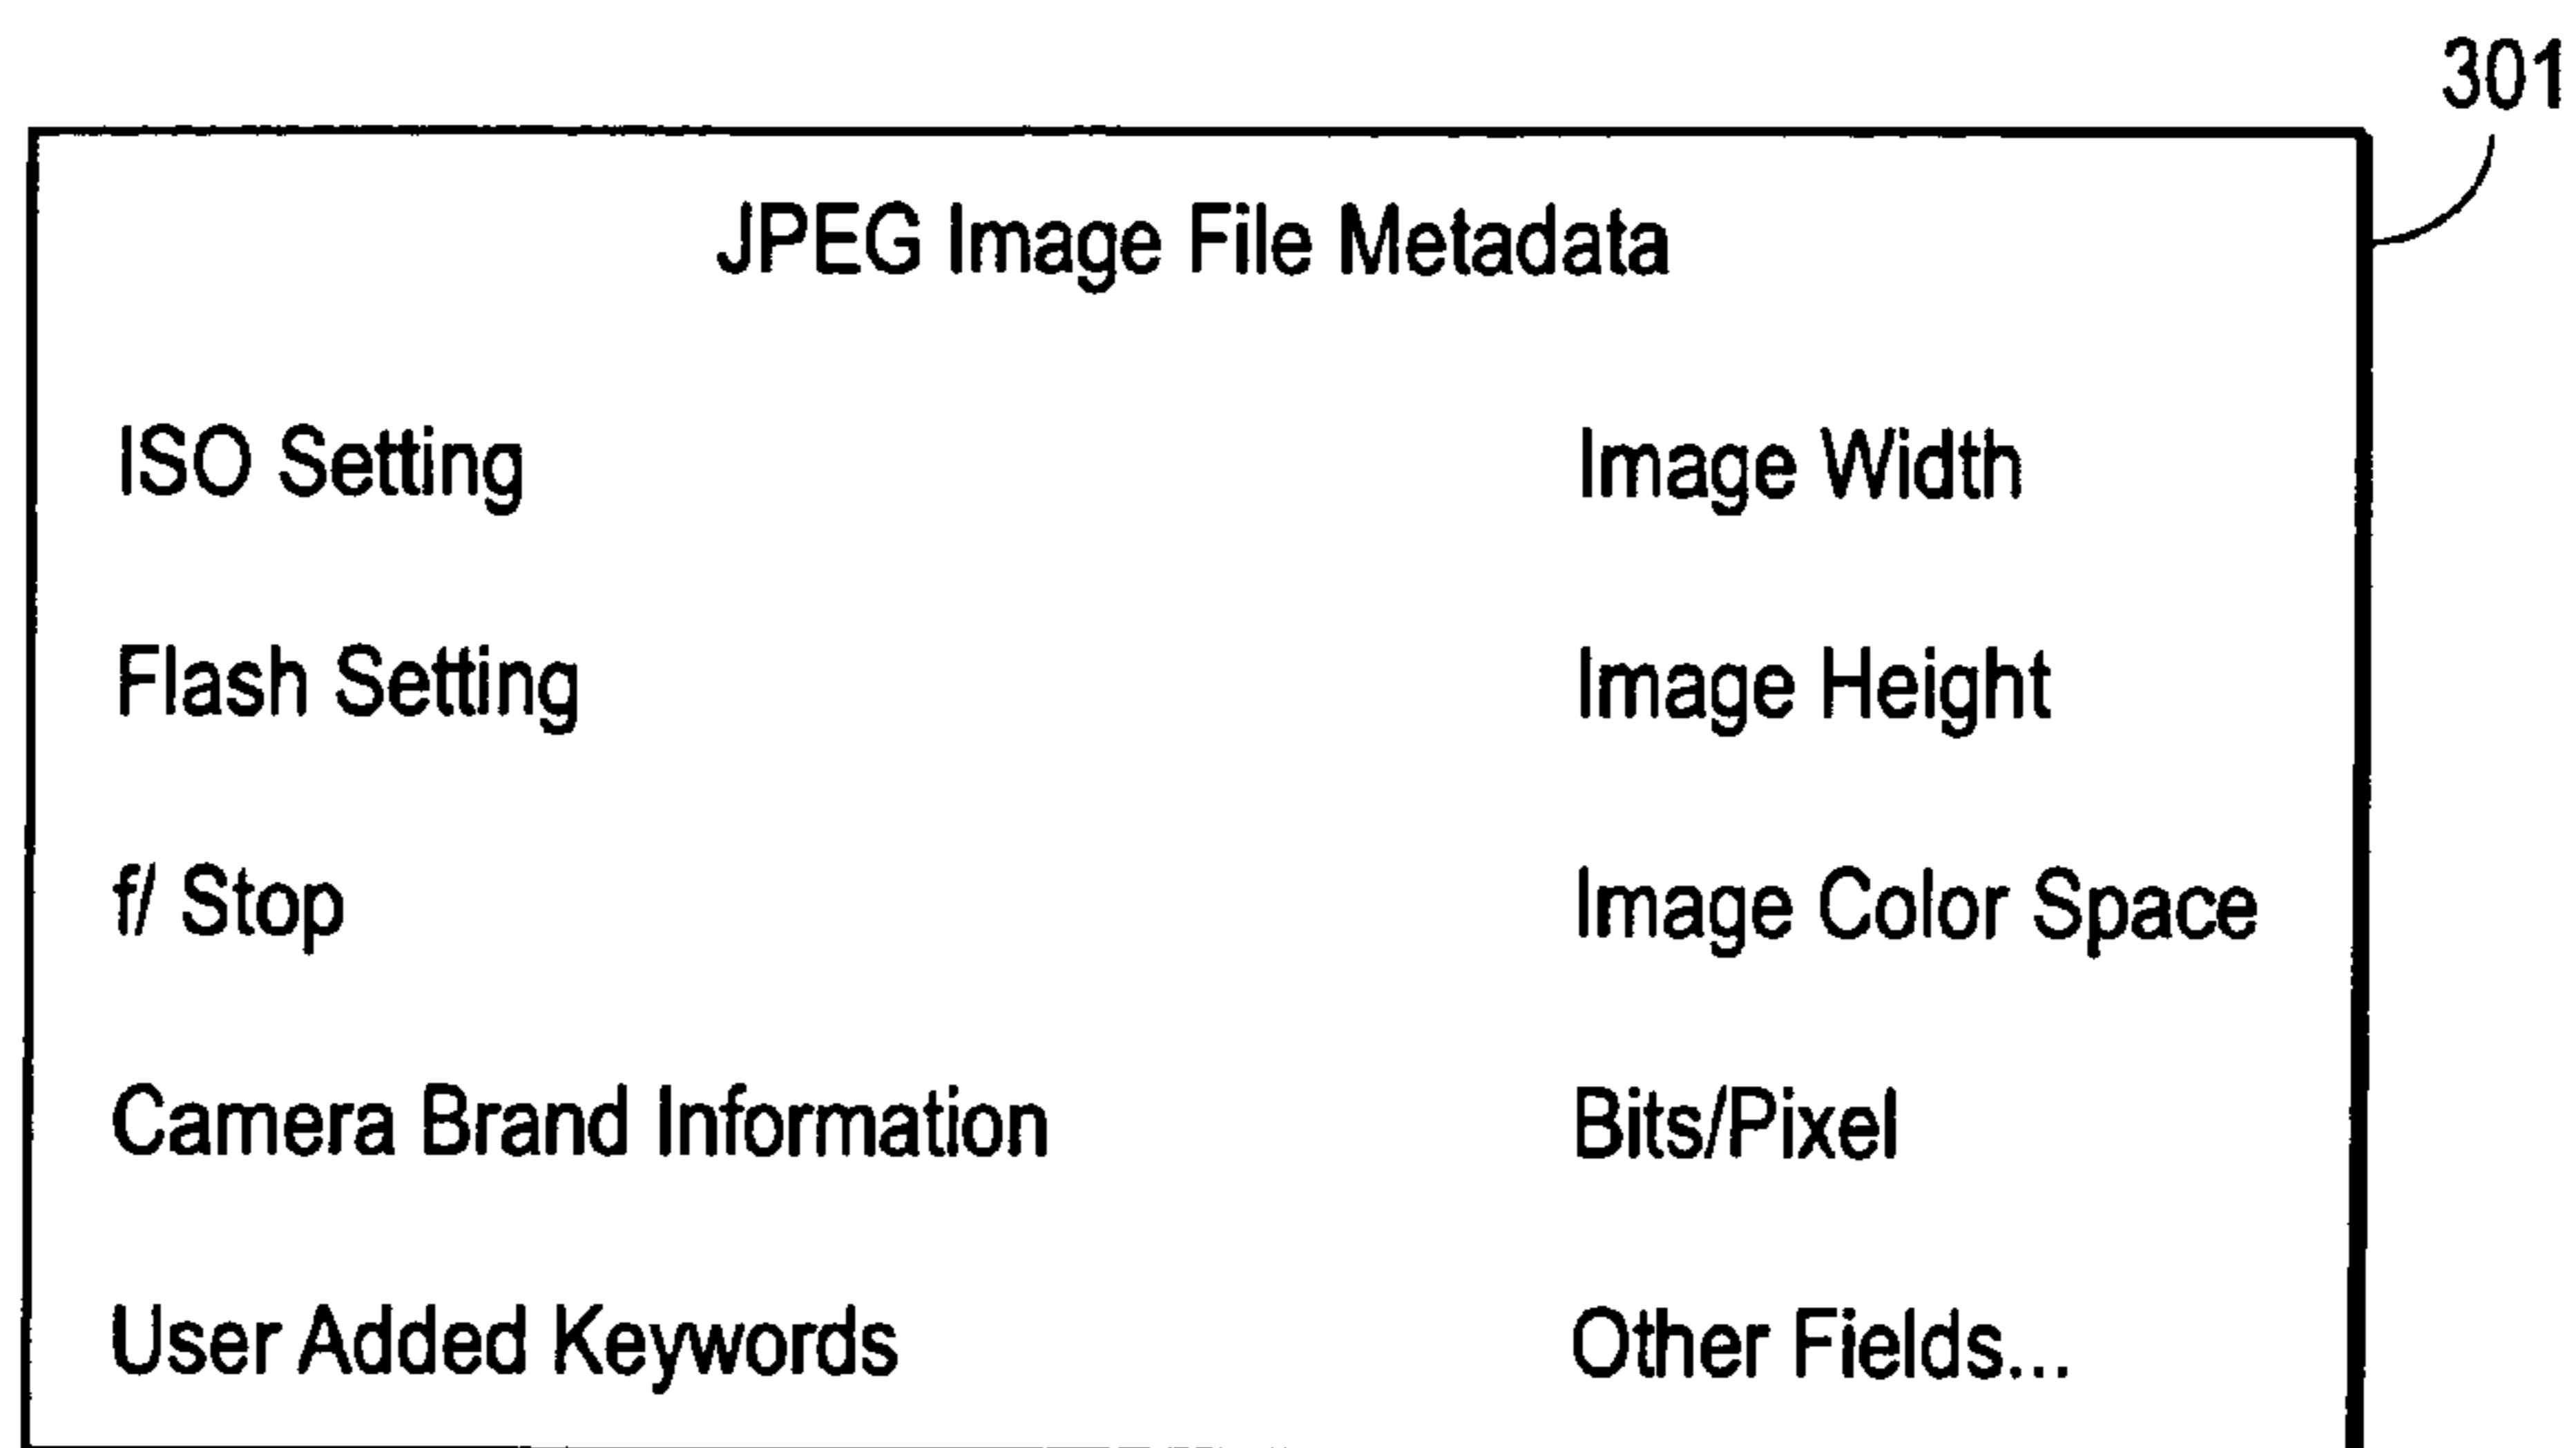 301
JPEG Image File Metadata
ISO Setting
Image Width
Flash Setting
Image Height
f/ Stop
Image Color Space
Camera Brand Information
Bits/Pixel
User Added Keywords
Other Fields...